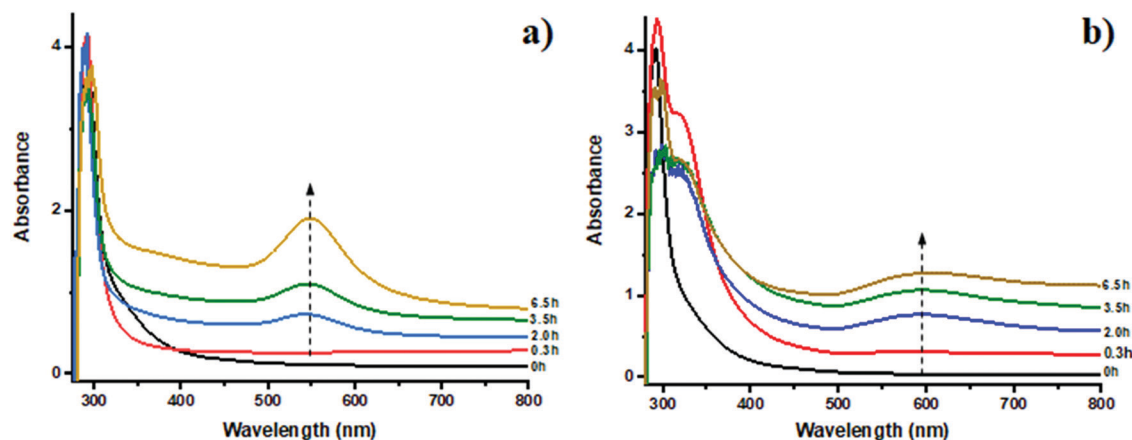 a)
Absorbance
4
2
0
6.5h
3.5h
2.0h
0.3h
0h
300 400 500 600 700 800
Wavelength (nm)
b)
Absorbance
4
3
2
1
0
6.5h
3.5h
2.0h
0.3h
0h
300 400 500 600 700 800
Wavelength (nm)